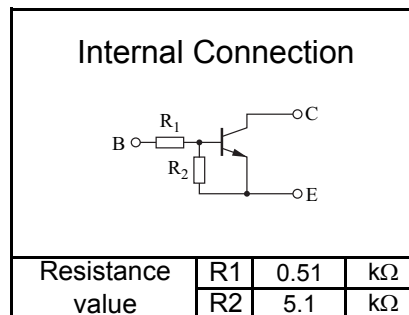 Internal Connection
C
R1
B
R2
E
Resistance value R1 0.51 kΩ
R2 5.1 kΩ